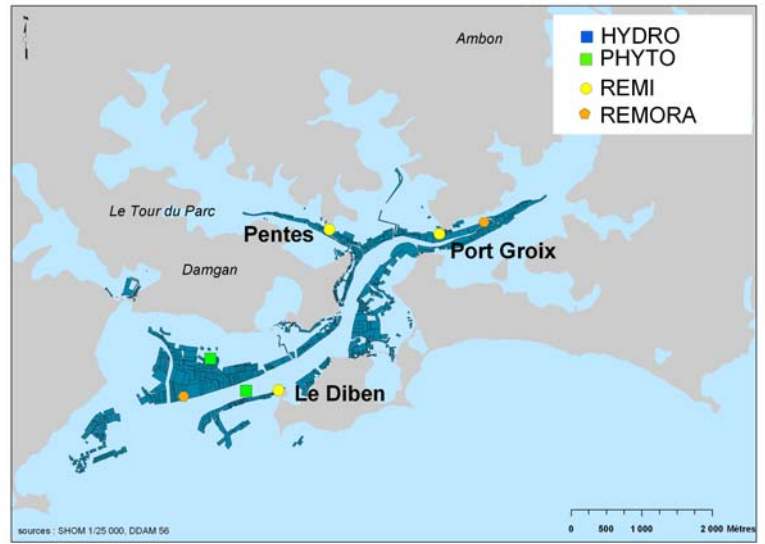 Ambon
HYDRO
PHYTO
REMI
REMORA
Le Tour du Parc
Pentes
Port Groix
Damgan
Le Diben
sources : SHOM 1/25 000, DDAM 56
0 500 1 000 2 000 Mètres